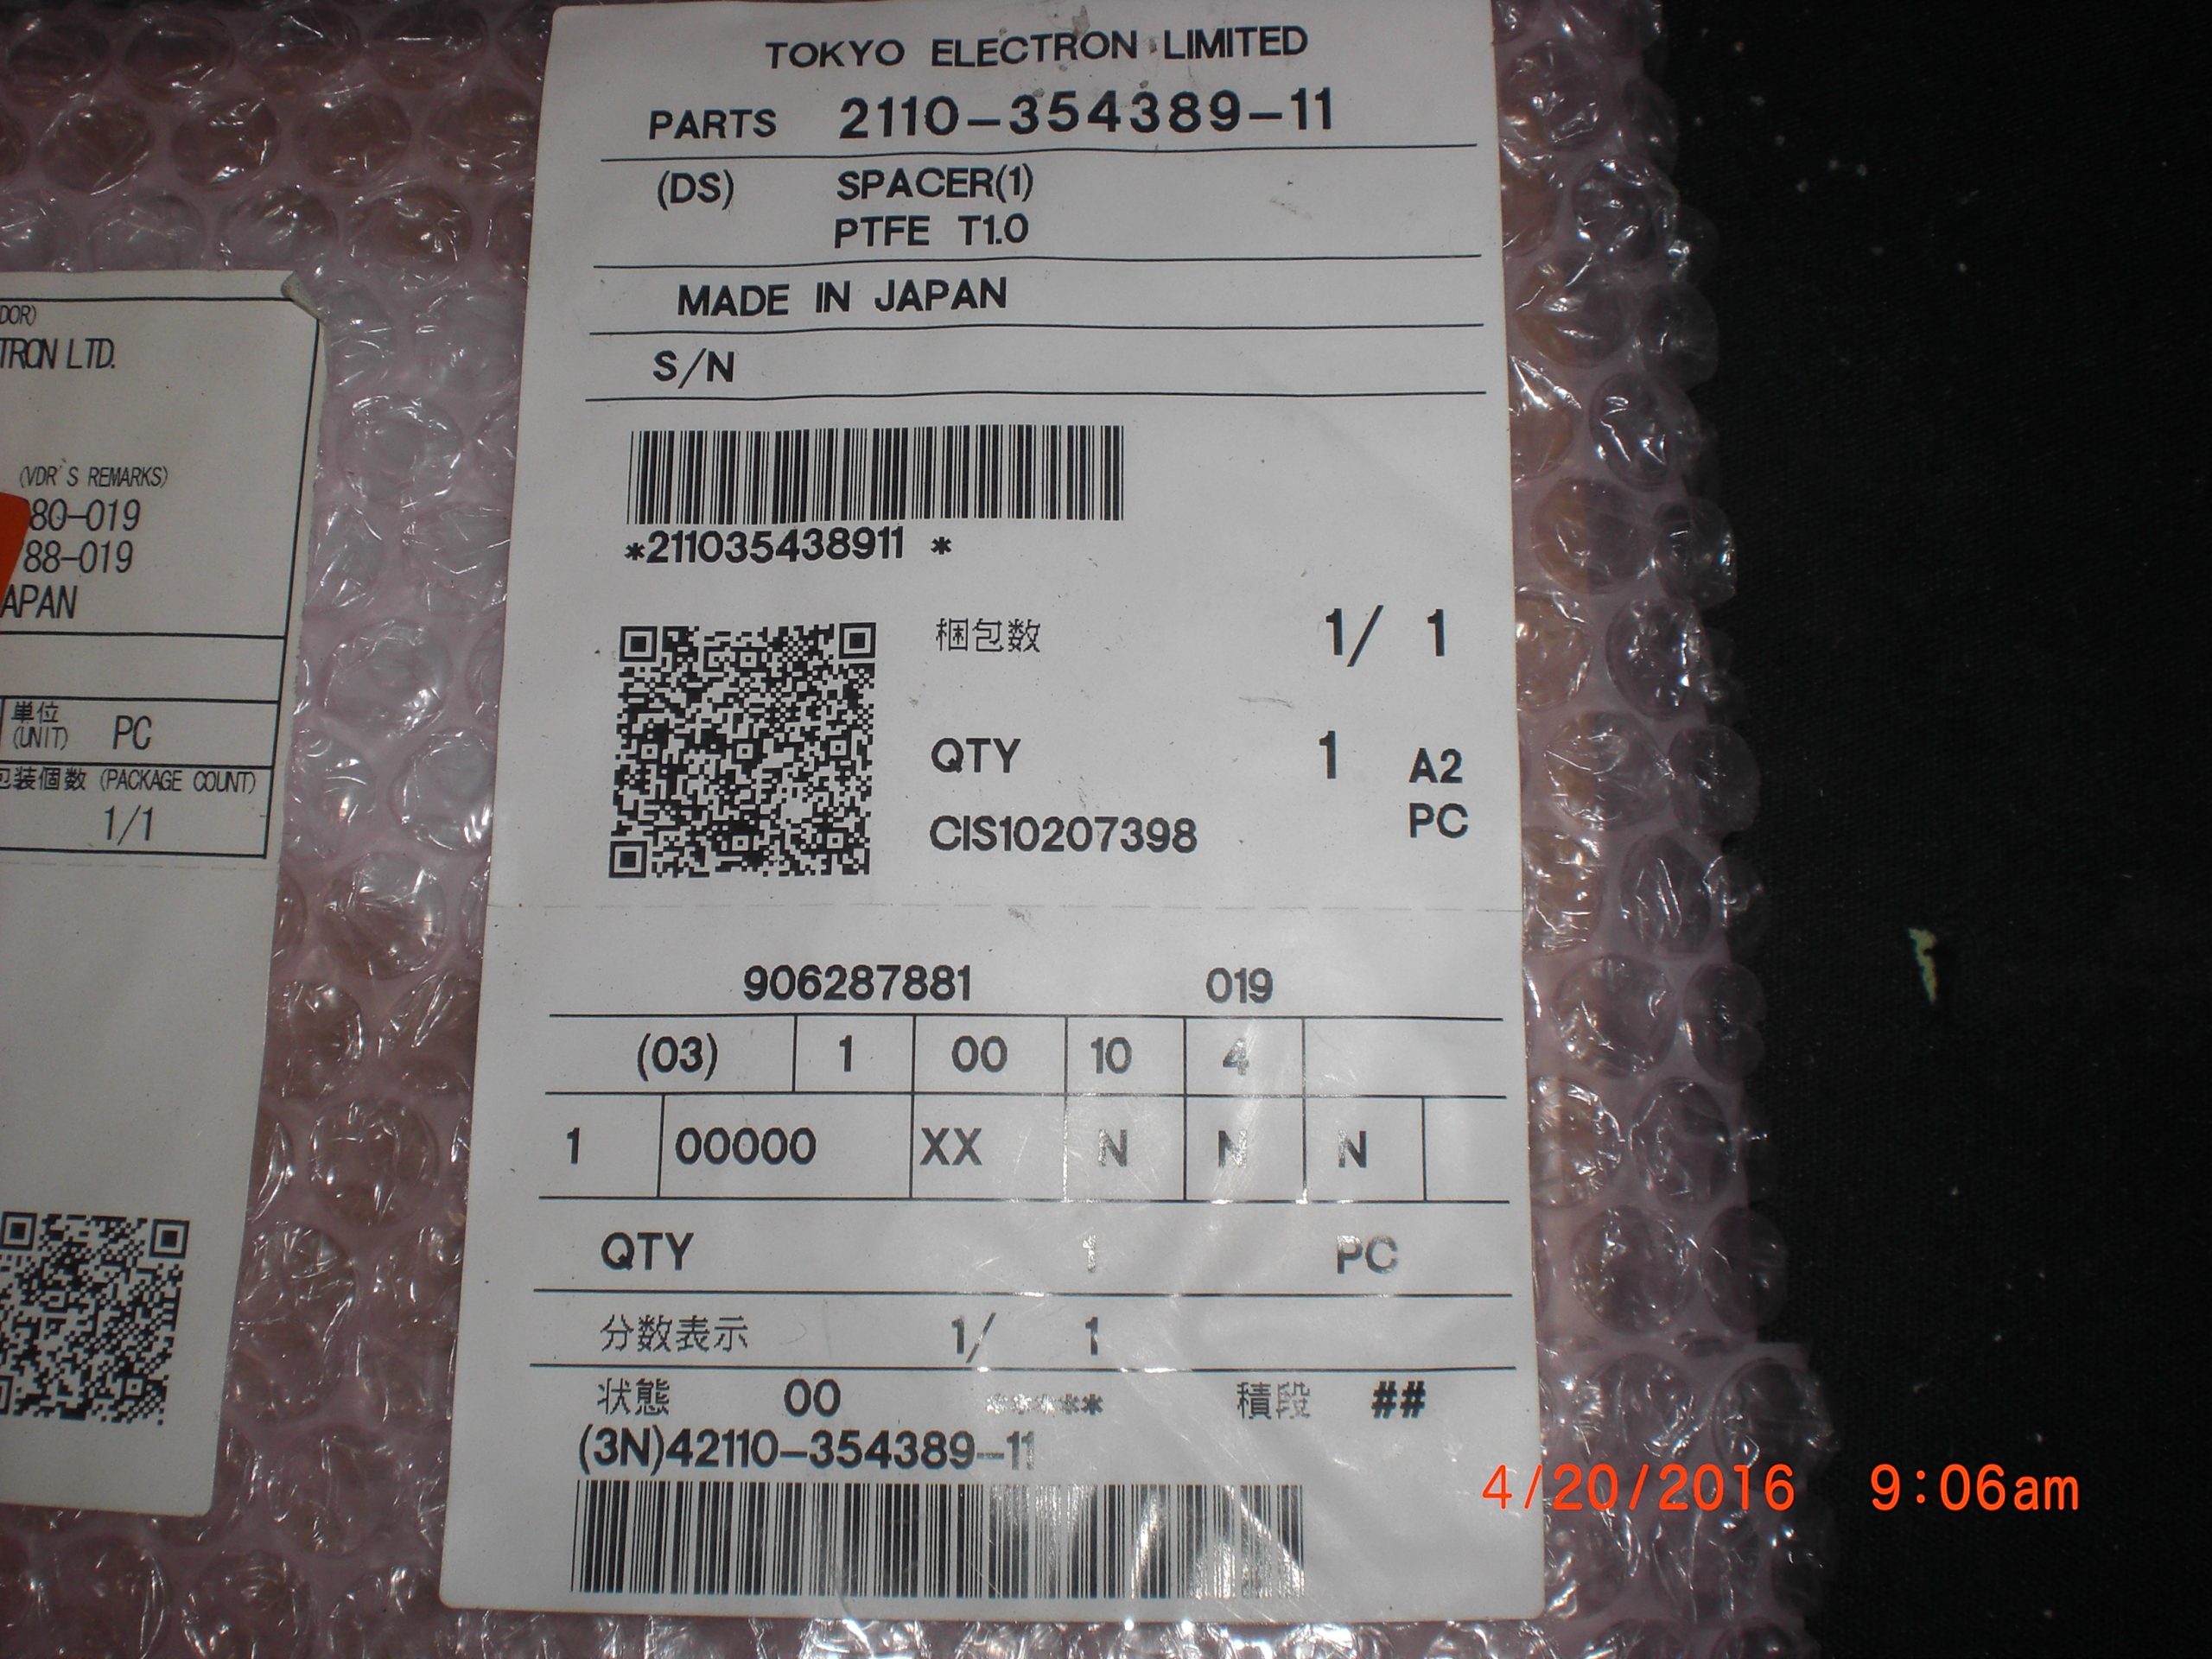 TOKYO ELECTRON LIMITED
PARTS 2110-354389-11
(DS) SPACER(1)
PTFE T1.0
MADE IN JAPAN
S/N
*211035438911 *
梱包数 1/ 1
QTY 1 A2
CIS10207398 PC
906287881 019
(03) 1 00 10 4
1 00000 XX N N N
QTY 1 PC
分数表示 1/ 1
状態 00 ***** 積段 ##
(3N)42110-354389-11
DOR)
TRON LTD.
(VDR'S REMARKS)
80-019
88-019
APAN
単位
(UNIT) PC
包装個数 (PACKAGE COUNT)
1/1
4/20/2016 9:06am